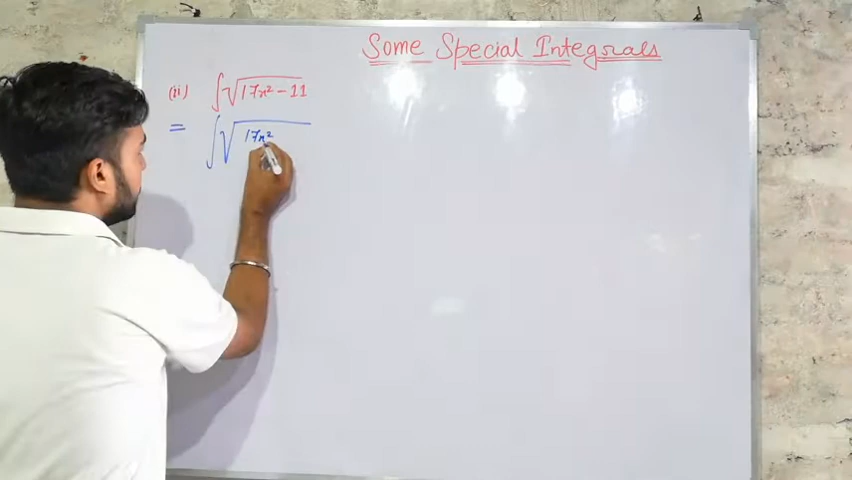 Some Special Integrals
(ii) ∫√17x² - 11
= ∫√17x²